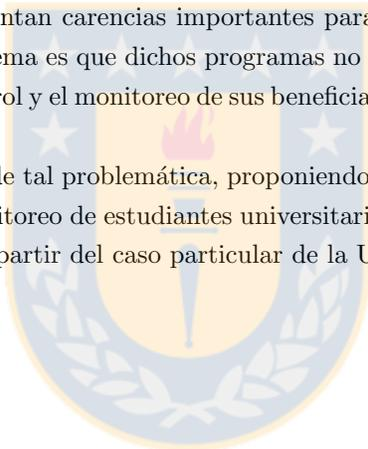 ntan carencias importantes para
ema es que dichos programas no
rol y el monitoreo de sus beneficia
de tal problemática, proponiendo
itoreo de estudiantes universitari
partir del caso particular de la U